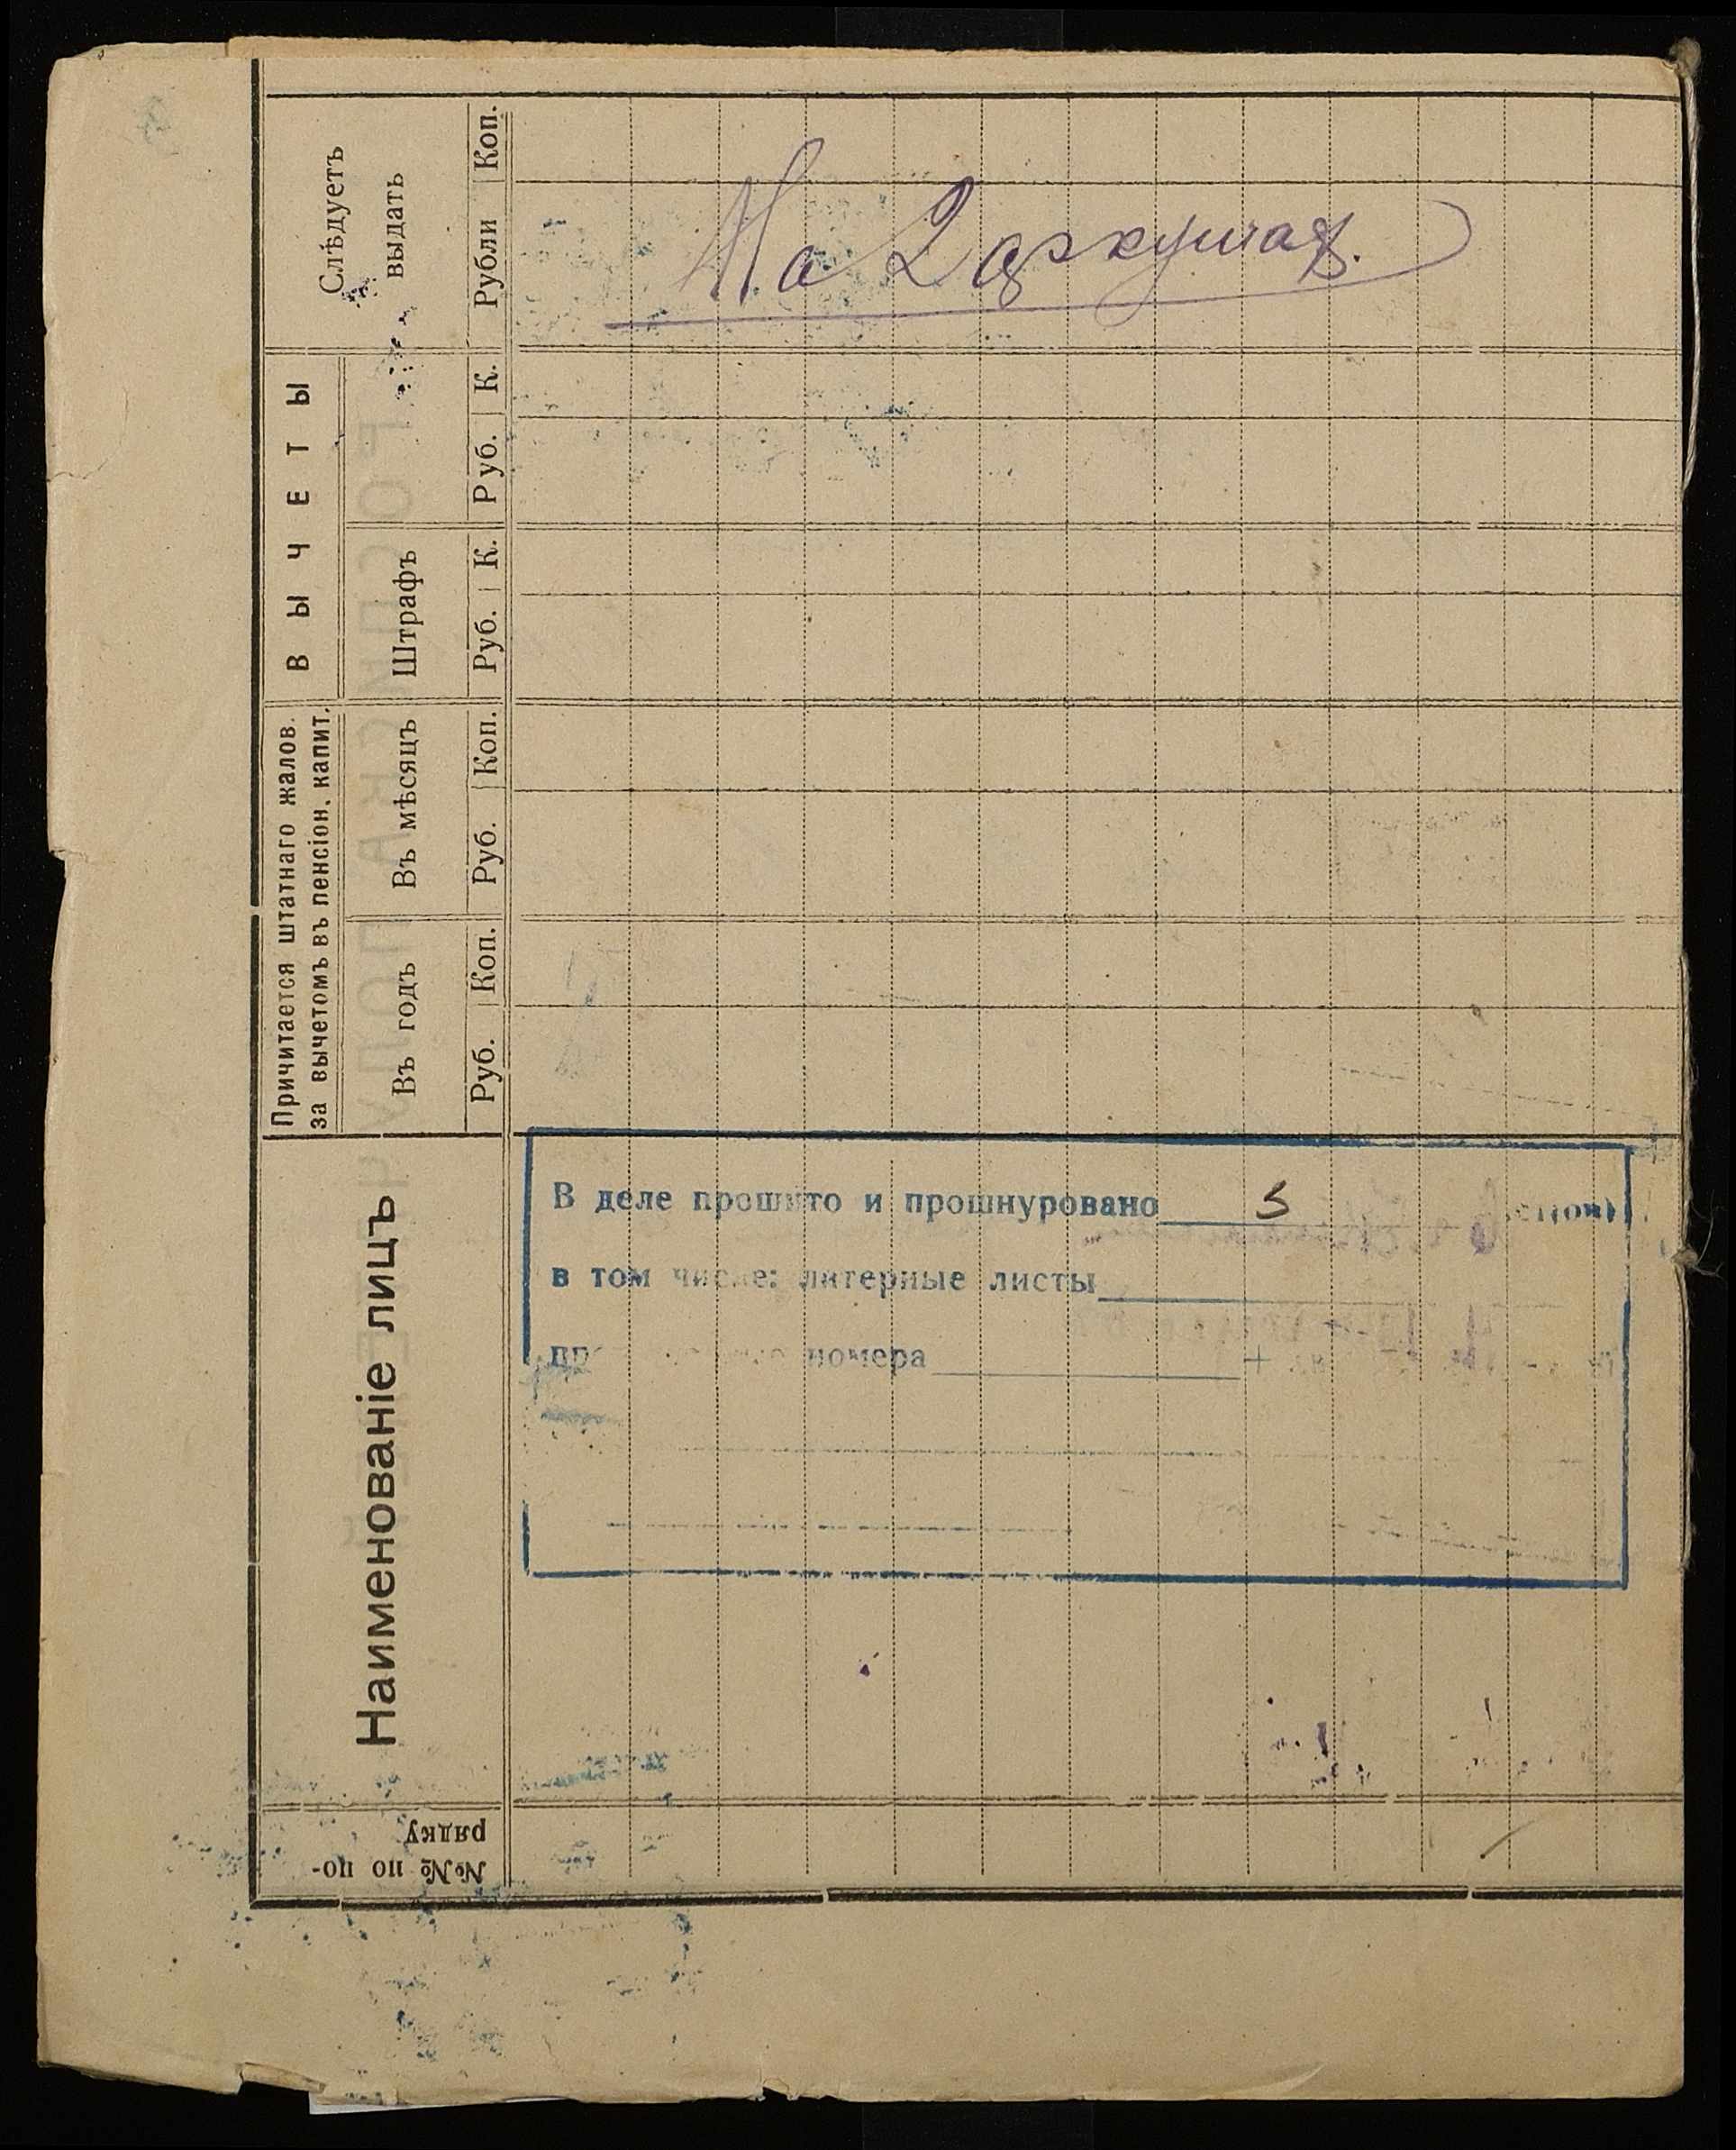 На 2 аркушах.
Слѣдуетъ
выдать
Рубли Коп.
ВЫЧЕТЫ
Руб. К.
Штрафъ
Руб. К.
Причитается штатнаго жалов.
за вычетомъ въ пенсіон. капит.
Въ мѣсяцъ
Руб. Коп.
Въ годъ
Руб. Коп.
Наименованіе лицъ
№№ по по-
рядку
В деле прошито и прошнуровано 5
в том числе: литерные листы
номера